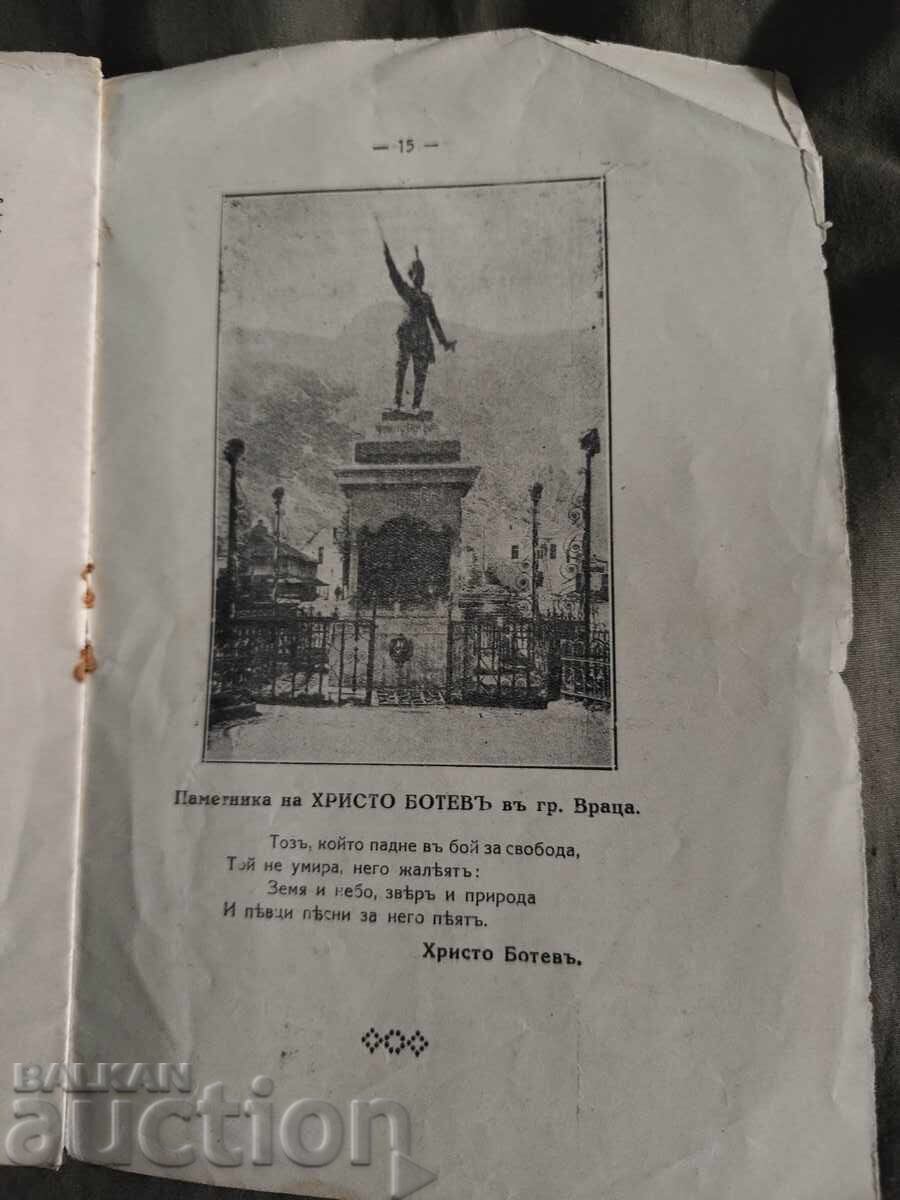 — 15 —
Паметника на ХРИСТО БОТЕВЪ въ гр. Враца.
Тозъ, който падне въ бой за свобода,
Той не умира, него жалѣятъ:
Земя и небо, звѣръ и природа
И пѣвци пѣсни за него пѣятъ.
Христо Ботевъ.
BALKAN
auction